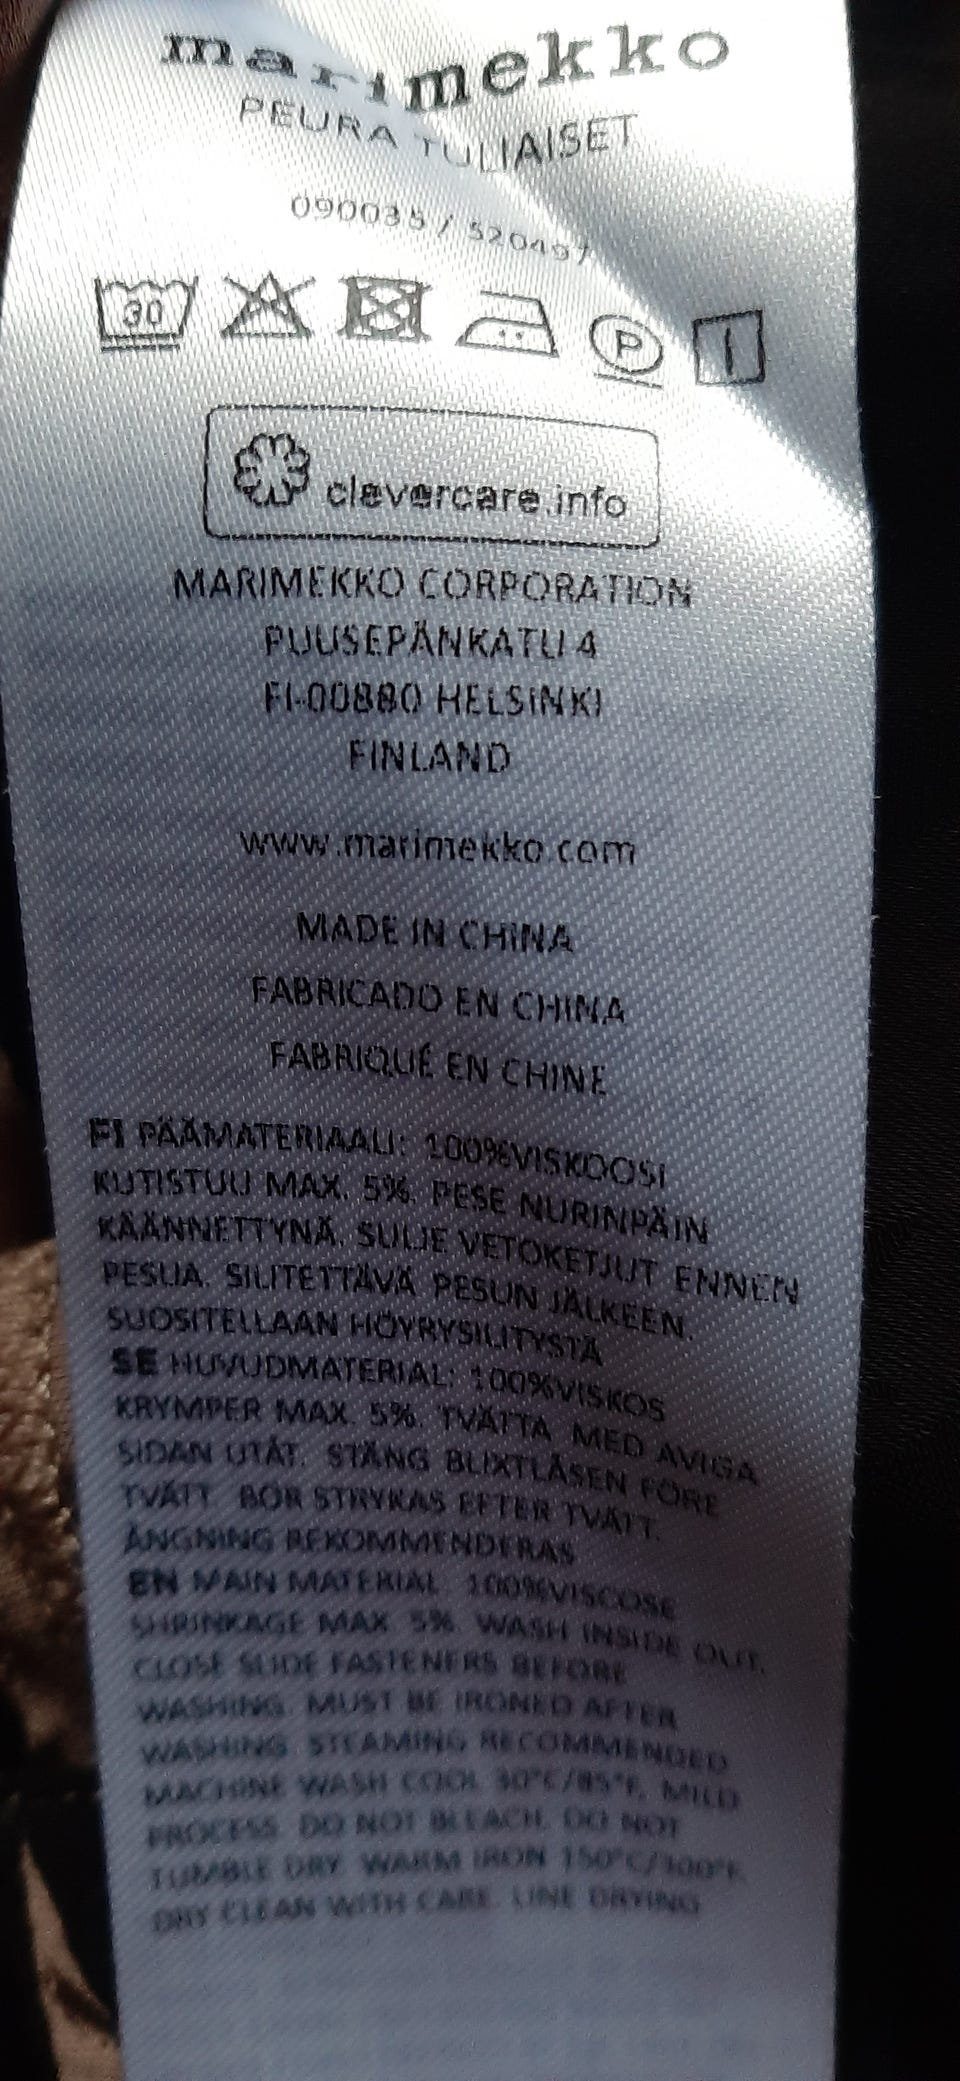 marimekko
PEURA TULIAISET
090035 / 520497
30
P
clevercare.info
MARIMEKKO CORPORATION
PUUSEPÄNKATU 4
FI-00880 HELSINKI
FINLAND
www.marimekko.com
MADE IN CHINA
FABRICADO EN CHINA
FABRIQUÉ EN CHINE
FI PÄÄMATERIAALI: 100%VISKOOSI
KUTISTUU MAX. 5%. PESE NURINPÄIN
KÄÄNNETTYNÄ. SULJE VETOKETJUT ENNEN
PESUA. SILITETTÄVÄ PESUN JÄLKEEN.
SUOSITELLAAN HÖYRYSILITYSTÄ
SE HUVUDMATERIAL: 100%VISKOS
KRYMPER MAX. 5%. TVÄTTA MED AVIGA
SIDAN UTÅT. STÄNG BLIXTLÅSEN FÖRE
TVÄTT. BÖR STRYKAS EFTER TVÄTT.
ÅNGNING REKOMMENDERAS
EN MAIN MATERIAL: 100%VISCOSE
SHRINKAGE MAX. 5%. WASH INSIDE OUT.
CLOSE SLIDE FASTENERS BEFORE
WASHING. MUST BE IRONED AFTER
WASHING. STEAMING RECOMMENDED
MACHINE WASH COOL 30°C/85°F, MILD
PROCESS. DO NOT BLEACH. DO NOT
TUMBLE DRY. WARM IRON 150°C/300°F.
DRY CLEAN WITH CARE. LINE DRYING